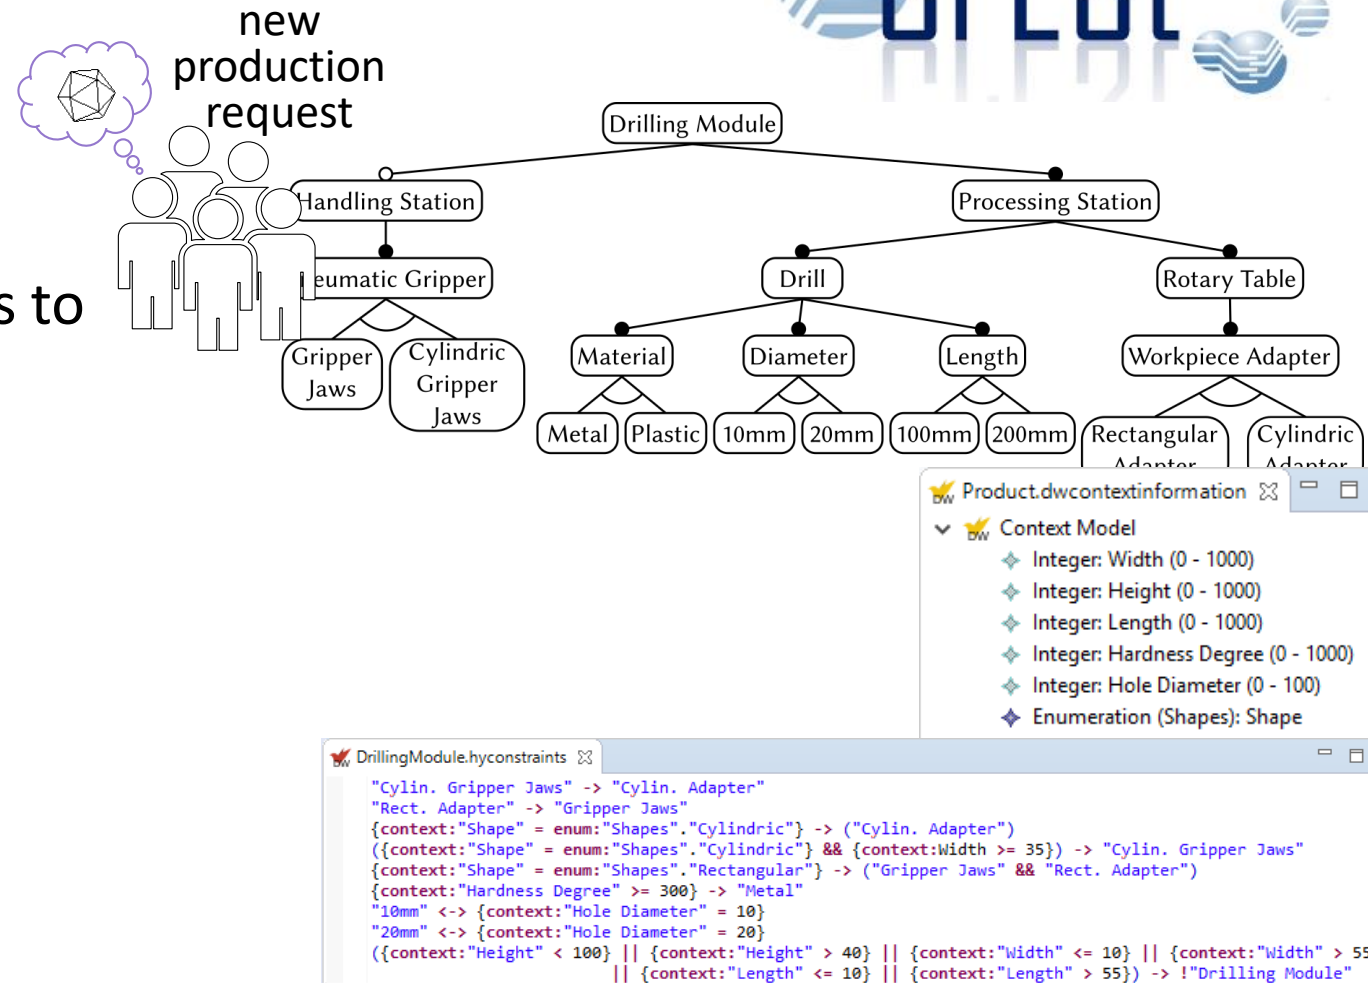 new
production
request
s to
Drilling Module
Handling Station
Processing Station
eumatic Gripper
Drill
Rotary Table
Gripper
Jaws
Cylindric
Gripper
Jaws
Material
Diameter
Length
Workpiece Adapter
Metal
Plastic
10mm
20mm
100mm
200mm
Rectangular
Adapter
Cylindric
Adapter
DW Product.dwcontextinformation
DW Context Model
Integer: Width (0 - 1000)
Integer: Height (0 - 1000)
Integer: Length (0 - 1000)
Integer: Hardness Degree (0 - 1000)
Integer: Hole Diameter (0 - 100)
Enumeration (Shapes): Shape
DW DrillingModule.hyconstraints
"Cylin. Gripper Jaws" -> "Cylin. Adapter"
"Rect. Adapter" -> "Gripper Jaws"
{context:"Shape" = enum:"Shapes"."Cylindric"} -> ("Cylin. Adapter")
({context:"Shape" = enum:"Shapes"."Cylindric"} && {context:Width >= 35}) -> "Cylin. Gripper Jaws"
{context:"Shape" = enum:"Shapes"."Rectangular"} -> ("Gripper Jaws" && "Rect. Adapter")
{context:"Hardness Degree" >= 300} -> "Metal"
"10mm" <-> {context:"Hole Diameter" = 10}
"20mm" <-> {context:"Hole Diameter" = 20}
({context:"Height" < 100} || {context:"Height" > 40} || {context:"Width" <= 10} || {context:"Width" > 55
|| {context:"Length" <= 10} || {context:"Length" > 55}) -> !"Drilling Module"